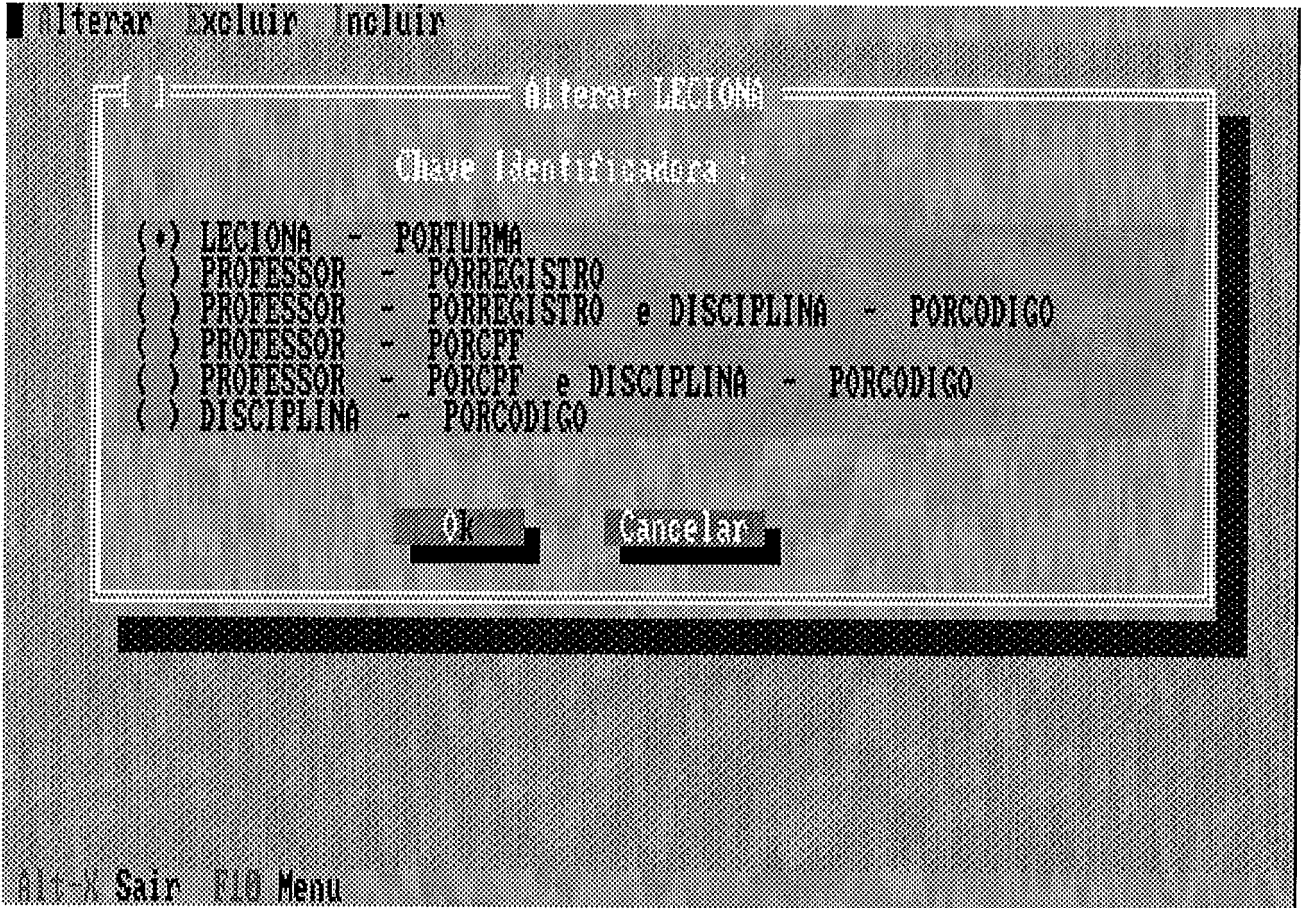 Alterar Excluir Incluir
Alterar LECIONA
Chave Identificadora :
(•) LECIONA - PORTURMA
( ) PROFESSOR - PORREGISTRO
( ) PROFESSOR - PORREGISTRO e DISCIPLINA - PORCODIGO
( ) PROFESSOR - PORCPF
( ) PROFESSOR - PORCPF e DISCIPLINA - PORCODIGO
( ) DISCIPLINA - PORCODIGO
Ok Cancelar
Alt-X Sair F10 Menu